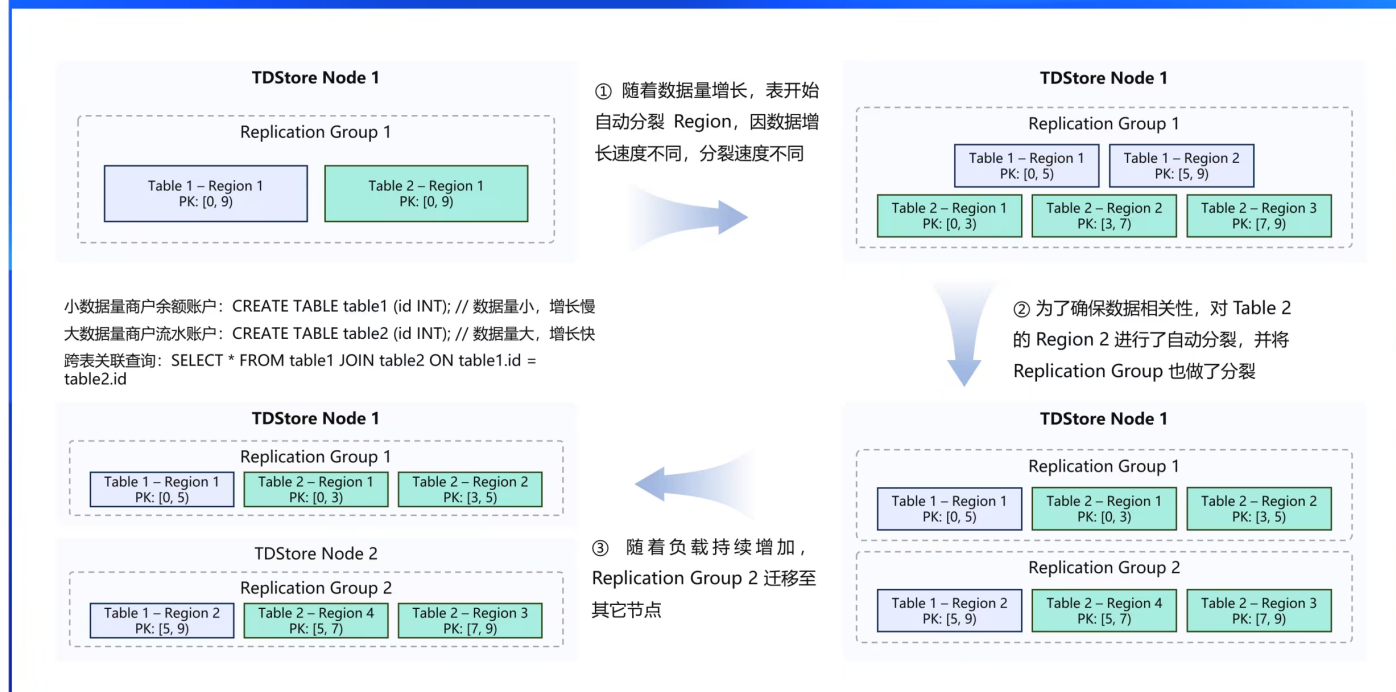 TDStore Node 1
Replication Group 1
Table 1 – Region 1
PK: [0, 9)
Table 2 – Region 1
PK: [0, 9)
① 随着数据量增长，表开始
自动分裂 Region，因数据增
长速度不同，分裂速度不同
TDStore Node 1
Replication Group 1
Table 1 – Region 1
PK: [0, 5)
Table 1 – Region 2
PK: [5, 9)
Table 2 – Region 1
PK: [0, 3)
Table 2 – Region 2
PK: [3, 7)
Table 2 – Region 3
PK: [7, 9)
小数据量商户余额账户：CREATE TABLE table1 (id INT); // 数据量小，增长慢
大数据量商户流水账户：CREATE TABLE table2 (id INT); // 数据量大，增长快
跨表关联查询：SELECT * FROM table1 JOIN table2 ON table1.id =
table2.id
② 为了确保数据相关性，对 Table 2
的 Region 2 进行了自动分裂，并将
Replication Group 也做了分裂
TDStore Node 1
Replication Group 1
Table 1 – Region 1
PK: [0, 5)
Table 2 – Region 1
PK: [0, 3)
Table 2 – Region 2
PK: [3, 5)
Replication Group 2
Table 1 – Region 2
PK: [5, 9)
Table 2 – Region 4
PK: [5, 7)
Table 2 – Region 3
PK: [7, 9)
③ 随着负载持续增加，
Replication Group 2 迁移至
其它节点
TDStore Node 1
Replication Group 1
Table 1 – Region 1
PK: [0, 5)
Table 2 – Region 1
PK: [0, 3)
Table 2 – Region 2
PK: [3, 5)
TDStore Node 2
Replication Group 2
Table 1 – Region 2
PK: [5, 9)
Table 2 – Region 4
PK: [5, 7)
Table 2 – Region 3
PK: [7, 9)